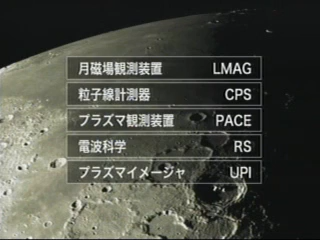 月磁場観測装置 LMAG
粒子線計測器 CPS
プラズマ観測装置 PACE
電波科学 RS
プラズマイメージャ UPI